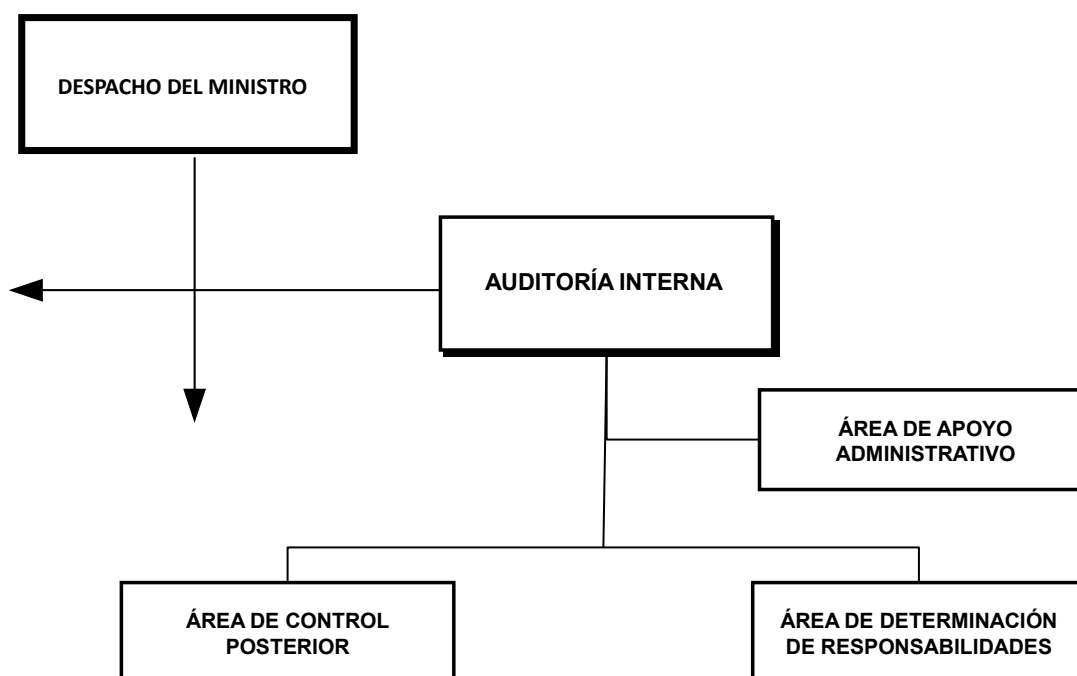 DESPACHO DEL MINISTRO
AUDITORÍA INTERNA
ÁREA DE APOYO
ADMINISTRATIVO
ÁREA DE CONTROL
POSTERIOR
ÁREA DE DETERMINACIÓN
DE RESPONSABILIDADES